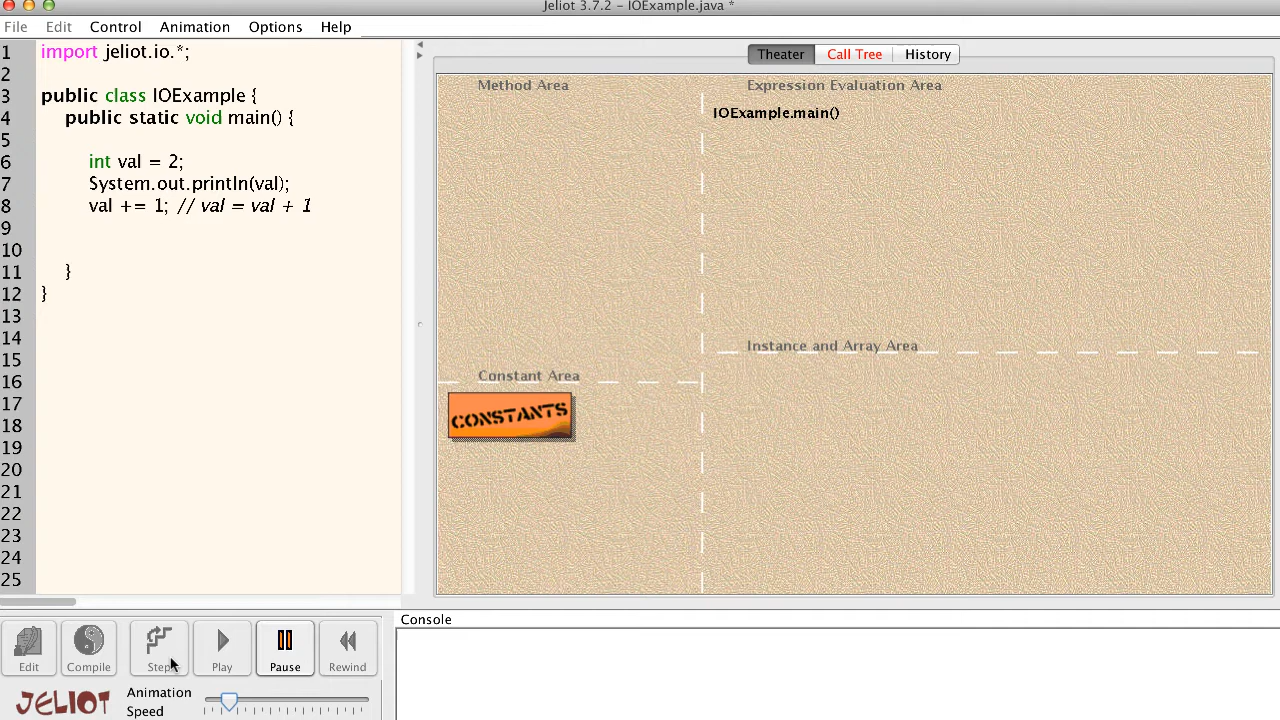 Jeliot 3.7.2 - IOExample.java *
File Edit Control Animation Options Help
1 import jeliot.io.*;
2
3 public class IOExample {
4 public static void main() {
5
6 int val = 2;
7 System.out.println(val);
8 val += 1; // val = val + 1
9
10
11 }
12 }
13
14
15
16
17
18
19
20
21
22
23
24
25
Theater Call Tree History
Method Area
Expression Evaluation Area
IOExample.main()
Instance and Array Area
Constant Area
CONSTANTS
Edit Compile Step Play Pause Rewind
JELIOT
Animation
Speed
Console